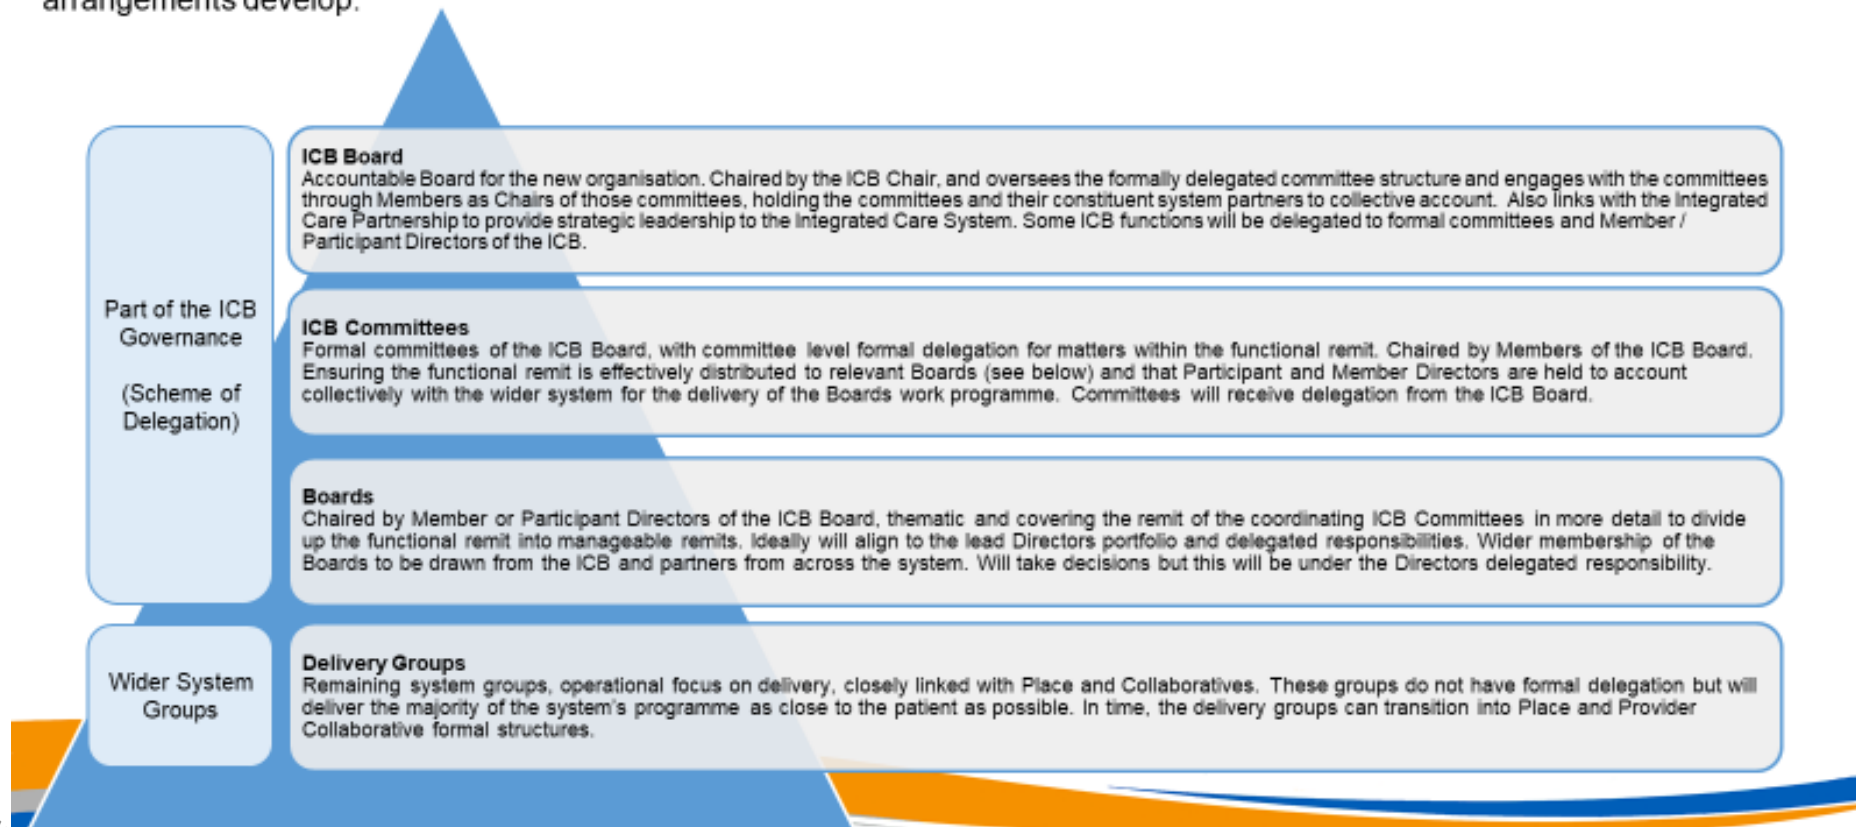 arrangements develop.
ICB Board
Accountable Board for the new organisation. Chaired by the ICB Chair, and oversees the formally delegated committee structure and engages with the committees
through Members as Chairs of those committees, holding the committees and their constituent system partners to collective account. Also links with the Integrated
Care Partnership to provide strategic leadership to the Integrated Care System. Some ICB functions will be delegated to formal committees and Member /
Participant Directors of the ICB.
Part of the ICB
Governance
(Scheme of
Delegation)
ICB Committees
Formal committees of the ICB Board, with committee level formal delegation for matters within the functional remit. Chaired by Members of the ICB Board.
Ensuring the functional remit is effectively distributed to relevant Boards (see below) and that Participant and Member Directors are held to account
collectively with the wider system for the delivery of the Boards work programme. Committees will receive delegation from the ICB Board.
Boards
Chaired by Member or Participant Directors of the ICB Board, thematic and covering the remit of the coordinating ICB Committees in more detail to divide
up the functional remit into manageable remits. Ideally will align to the lead Directors portfolio and delegated responsibilities. Wider membership of the
Boards to be drawn from the ICB and partners from across the system. Will take decisions but this will be under the Directors delegated responsibility.
Wider System
Groups
Delivery Groups
Remaining system groups, operational focus on delivery, closely linked with Place and Collaboratives. These groups do not have formal delegation but will
deliver the majority of the system's programme as close to the patient as possible. In time, the delivery groups can transition into Place and Provider
Collaborative formal structures.